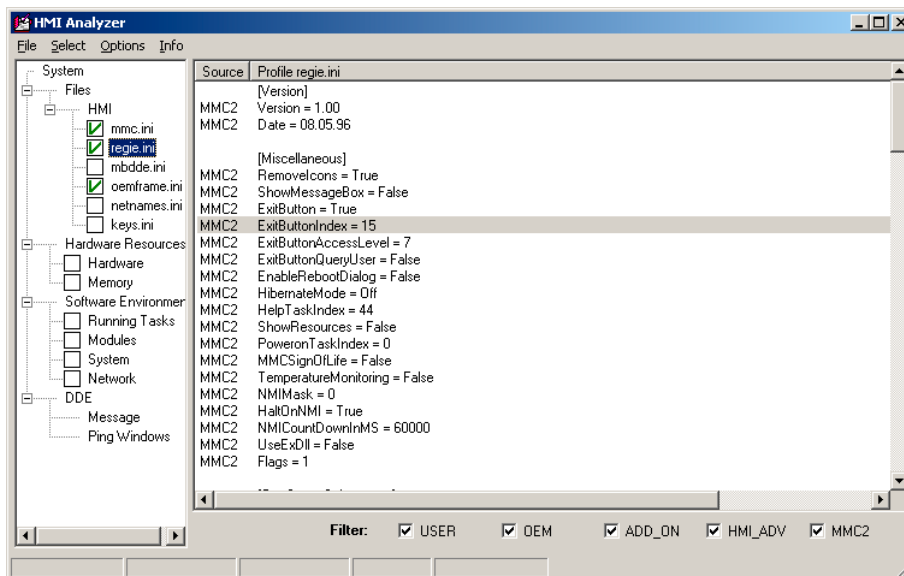 HMI Analyzer
File Select Options Info
System
Files
HMI
mmc.ini
regie.ini
mbdde.ini
oemframe.ini
netnames.ini
keys.ini
Hardware Resources
Hardware
Memory
Software Environmer
Running Tasks
Modules
System
Network
DDE
Message
Ping Windows
Source Profile regie.ini
[Version]
MMC2 Version = 1.00
MMC2 Date = 08.05.96
[Miscellaneous]
MMC2 RemoveIcons = True
MMC2 ShowMessageBox = False
MMC2 ExitButton = True
MMC2 ExitButtonIndex = 15
MMC2 ExitButtonAccessLevel = 7
MMC2 ExitButtonQueryUser = False
MMC2 EnableRebootDialog = False
MMC2 HibernateMode = Off
MMC2 HelpTaskIndex = 44
MMC2 ShowResources = False
MMC2 PoweronTaskIndex = 0
MMC2 MMCSignOfLife = False
MMC2 TemperatureMonitoring = False
MMC2 NMIMask = 0
MMC2 HaltOnNMI = True
MMC2 NMICountDownInMS = 60000
MMC2 UseExDll = False
MMC2 Flags = 1
Filter: USER OEM ADD_ON HMI_ADV MMC2